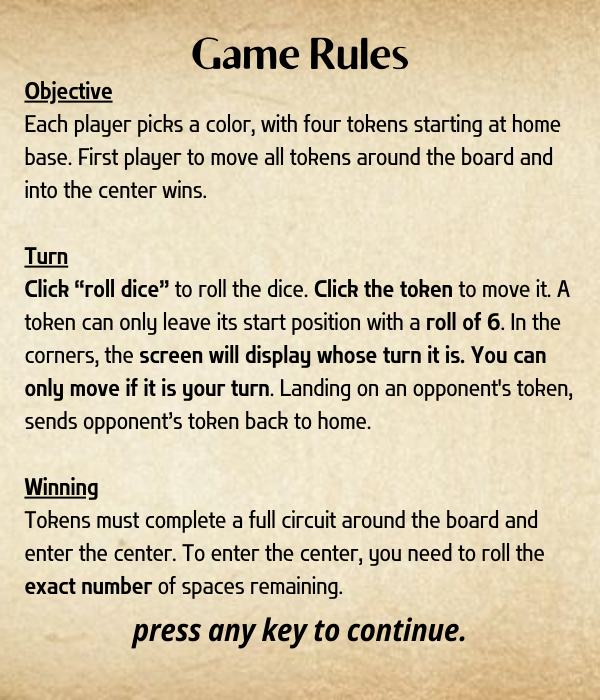 Game Rules
Objective
Each player picks a color, with four tokens starting at home
base. First player to move all tokens around the board and
into the center wins.
Turn
Click “roll dice” to roll the dice. Click the token to move it. A
token can only leave its start position with a roll of 6. In the
corners, the screen will display whose turn it is. You can
only move if it is your turn. Landing on an opponent's token,
sends opponent’s token back to home.
Winning
Tokens must complete a full circuit around the board and
enter the center. To enter the center, you need to roll the
exact number of spaces remaining.
press any key to continue.